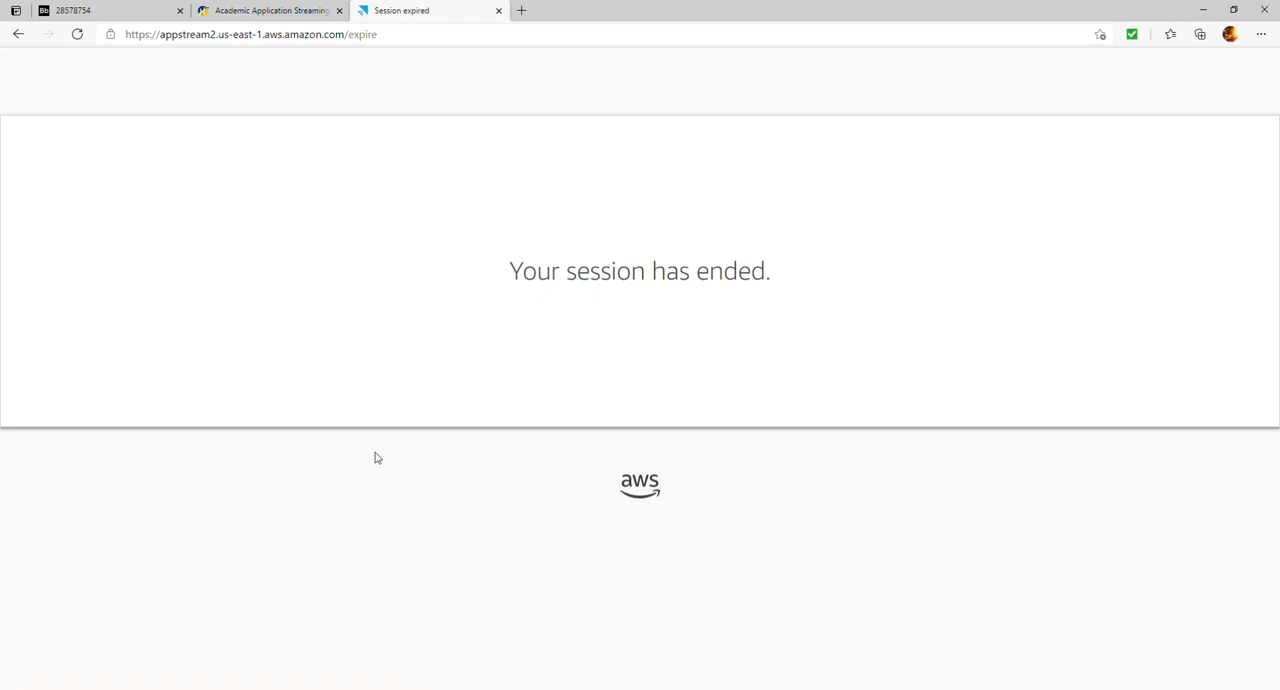 Bb 28578754
Academic Application Streaming
Session expired
https://appstream2.us-east-1.aws.amazon.com/expire
Your session has ended.
aws